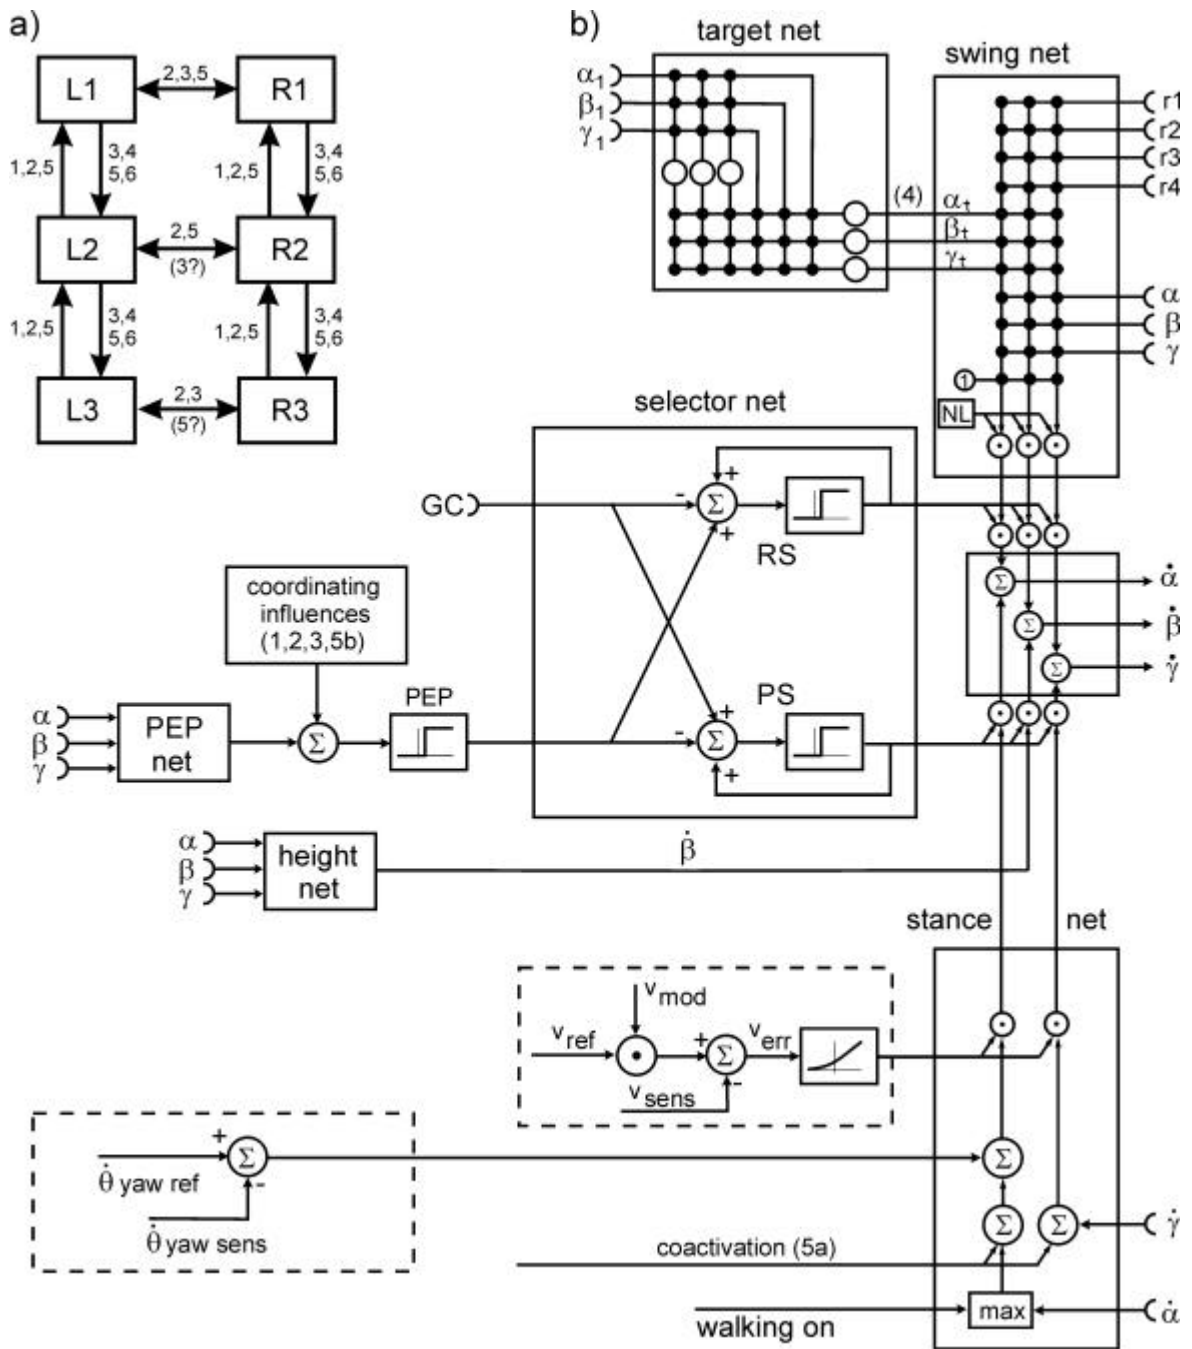 a)
L1
2,3,5
R1
1,2,5
3,4
5,6
1,2,5
3,4
5,6
L2
2,5
(3?)
R2
1,2,5
3,4
5,6
1,2,5
3,4
5,6
L3
2,3
(5?)
R3
b)
target net
α1
β1
γ1
(4)
αt
βt
γt
swing net
r1
r2
r3
r4
α
β
γ
1
NL
selector net
GC
-
+
Σ
+
RS
PS
+
-
Σ
+
coordinating
influences
(1,2,3,5b)
α
β
γ
PEP
net
Σ
PEP
Σ
α̇
Σ
β̇
Σ
γ̇
α
β
γ
height
net
β̇
stance net
v mod
v ref
+
Σ
-
v err
v sens
+
Σ
-
θ̇ yaw ref
θ̇ yaw sens
Σ
Σ
Σ
γ̇
coactivation (5a)
walking on
max
α̇